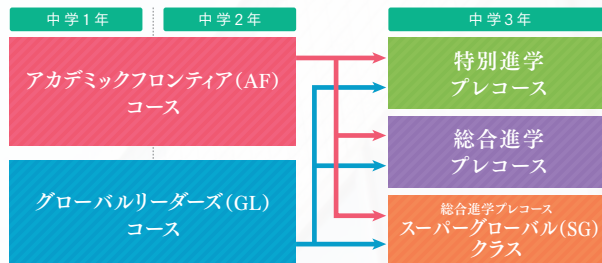 中学1年
中学2年
中学3年
アカデミックフロンティア(AF)
コース
グローバルリーダーズ(GL)
コース
特別進学
プレコース
総合進学
プレコース
総合進学プレコース
スーパーグローバル(SG)
クラス